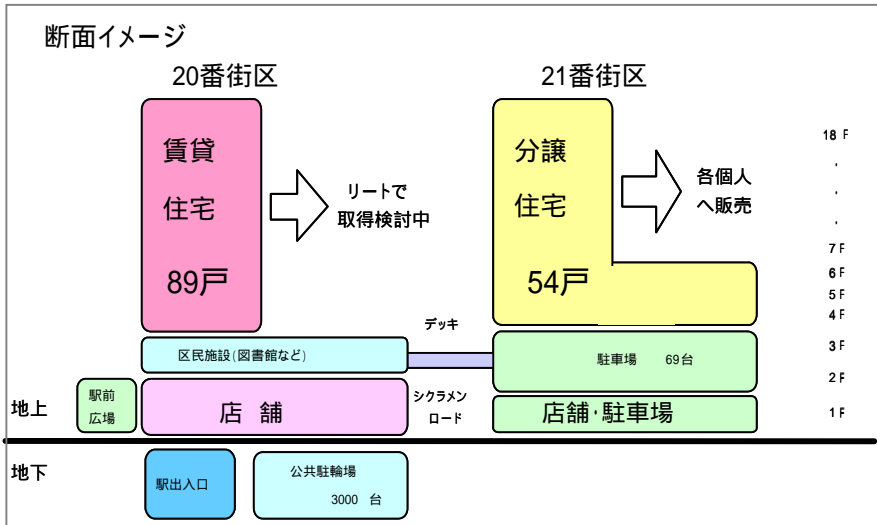 断面イメージ
20番街区
21番街区
賃貸
住宅
89戸
リートで
取得検討中
分譲
住宅
54戸
各個人
へ販売
18 F
.
.
.
7 F
6 F
5 F
4 F
3 F
2 F
1 F
デッキ
区民施設(図書館など)
駐車場 69台
駅前
広場
店 舗
シクラメン
ロード
店舗・駐車場
地上
地下
駅出入口
公共駐輪場
3000 台